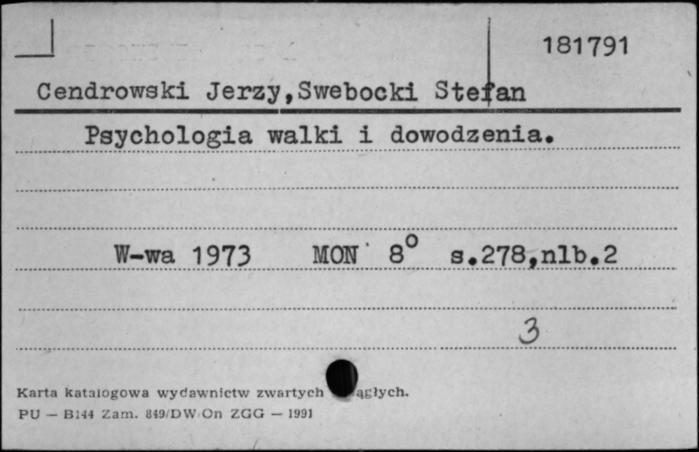 181791
Cendrowski Jerzy,Swebocki Stefan
Psychologia walki i dowodzenia.
W-wa 1973 MON 8° s.278,nlb.2
3
Karta katalogowa wydawnictw zwartych ągłych.
PU — B144 Zam. 849/DW/On ZGG — 1991